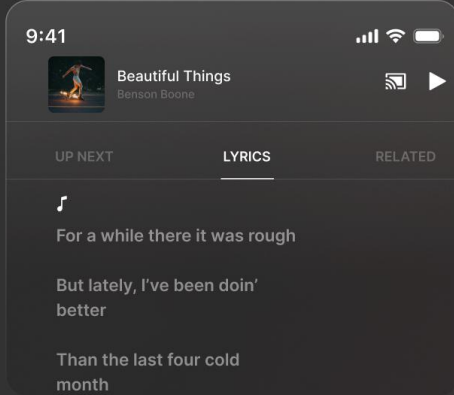 9:41
Beautiful Things
Benson Boone
UP NEXT
LYRICS
RELATED
For a while there it was rough
But lately, I’ve been doin’
better
Than the last four cold
month